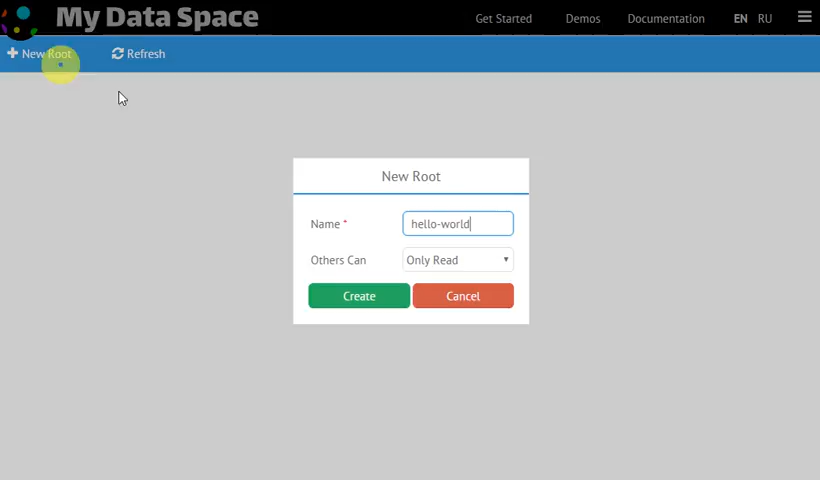 My Data Space
Get Started Demos Documentation EN RU
New Root Refresh
New Root
Name * hello-world
Others Can Only Read
Create Cancel